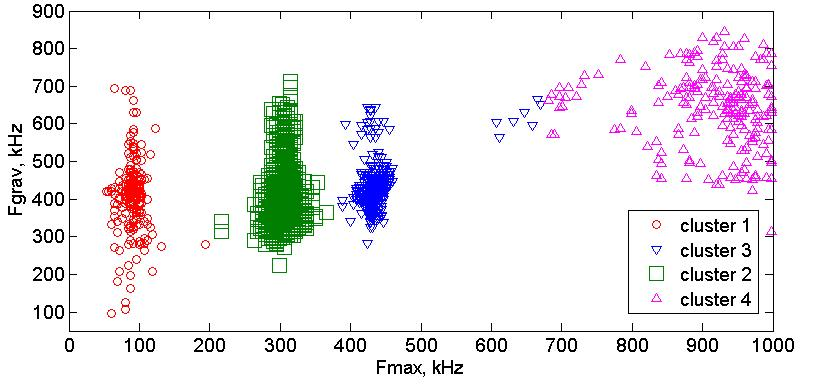 900
800
700
600
500
400
300
200
100
Fgrav, kHz
cluster 1
cluster 3
cluster 2
cluster 4
0 100 200 300 400 500 600 700 800 900 1000
Fmax, kHz